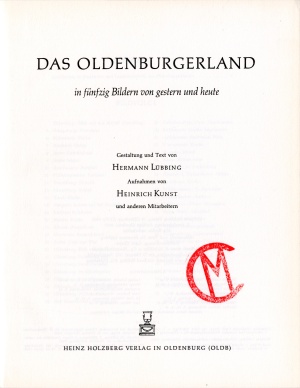 DAS OLDENBURGERLAND
in fünfzig Bildern von gestern und heute
Gestaltung und Text von
HERMANN LÜBBING
Aufnahmen von
HEINRICH KUNST
und anderen Mitarbeitern
CM
HEINZ HOLZBERG VERLAG IN OLDENBURG (OLDB)